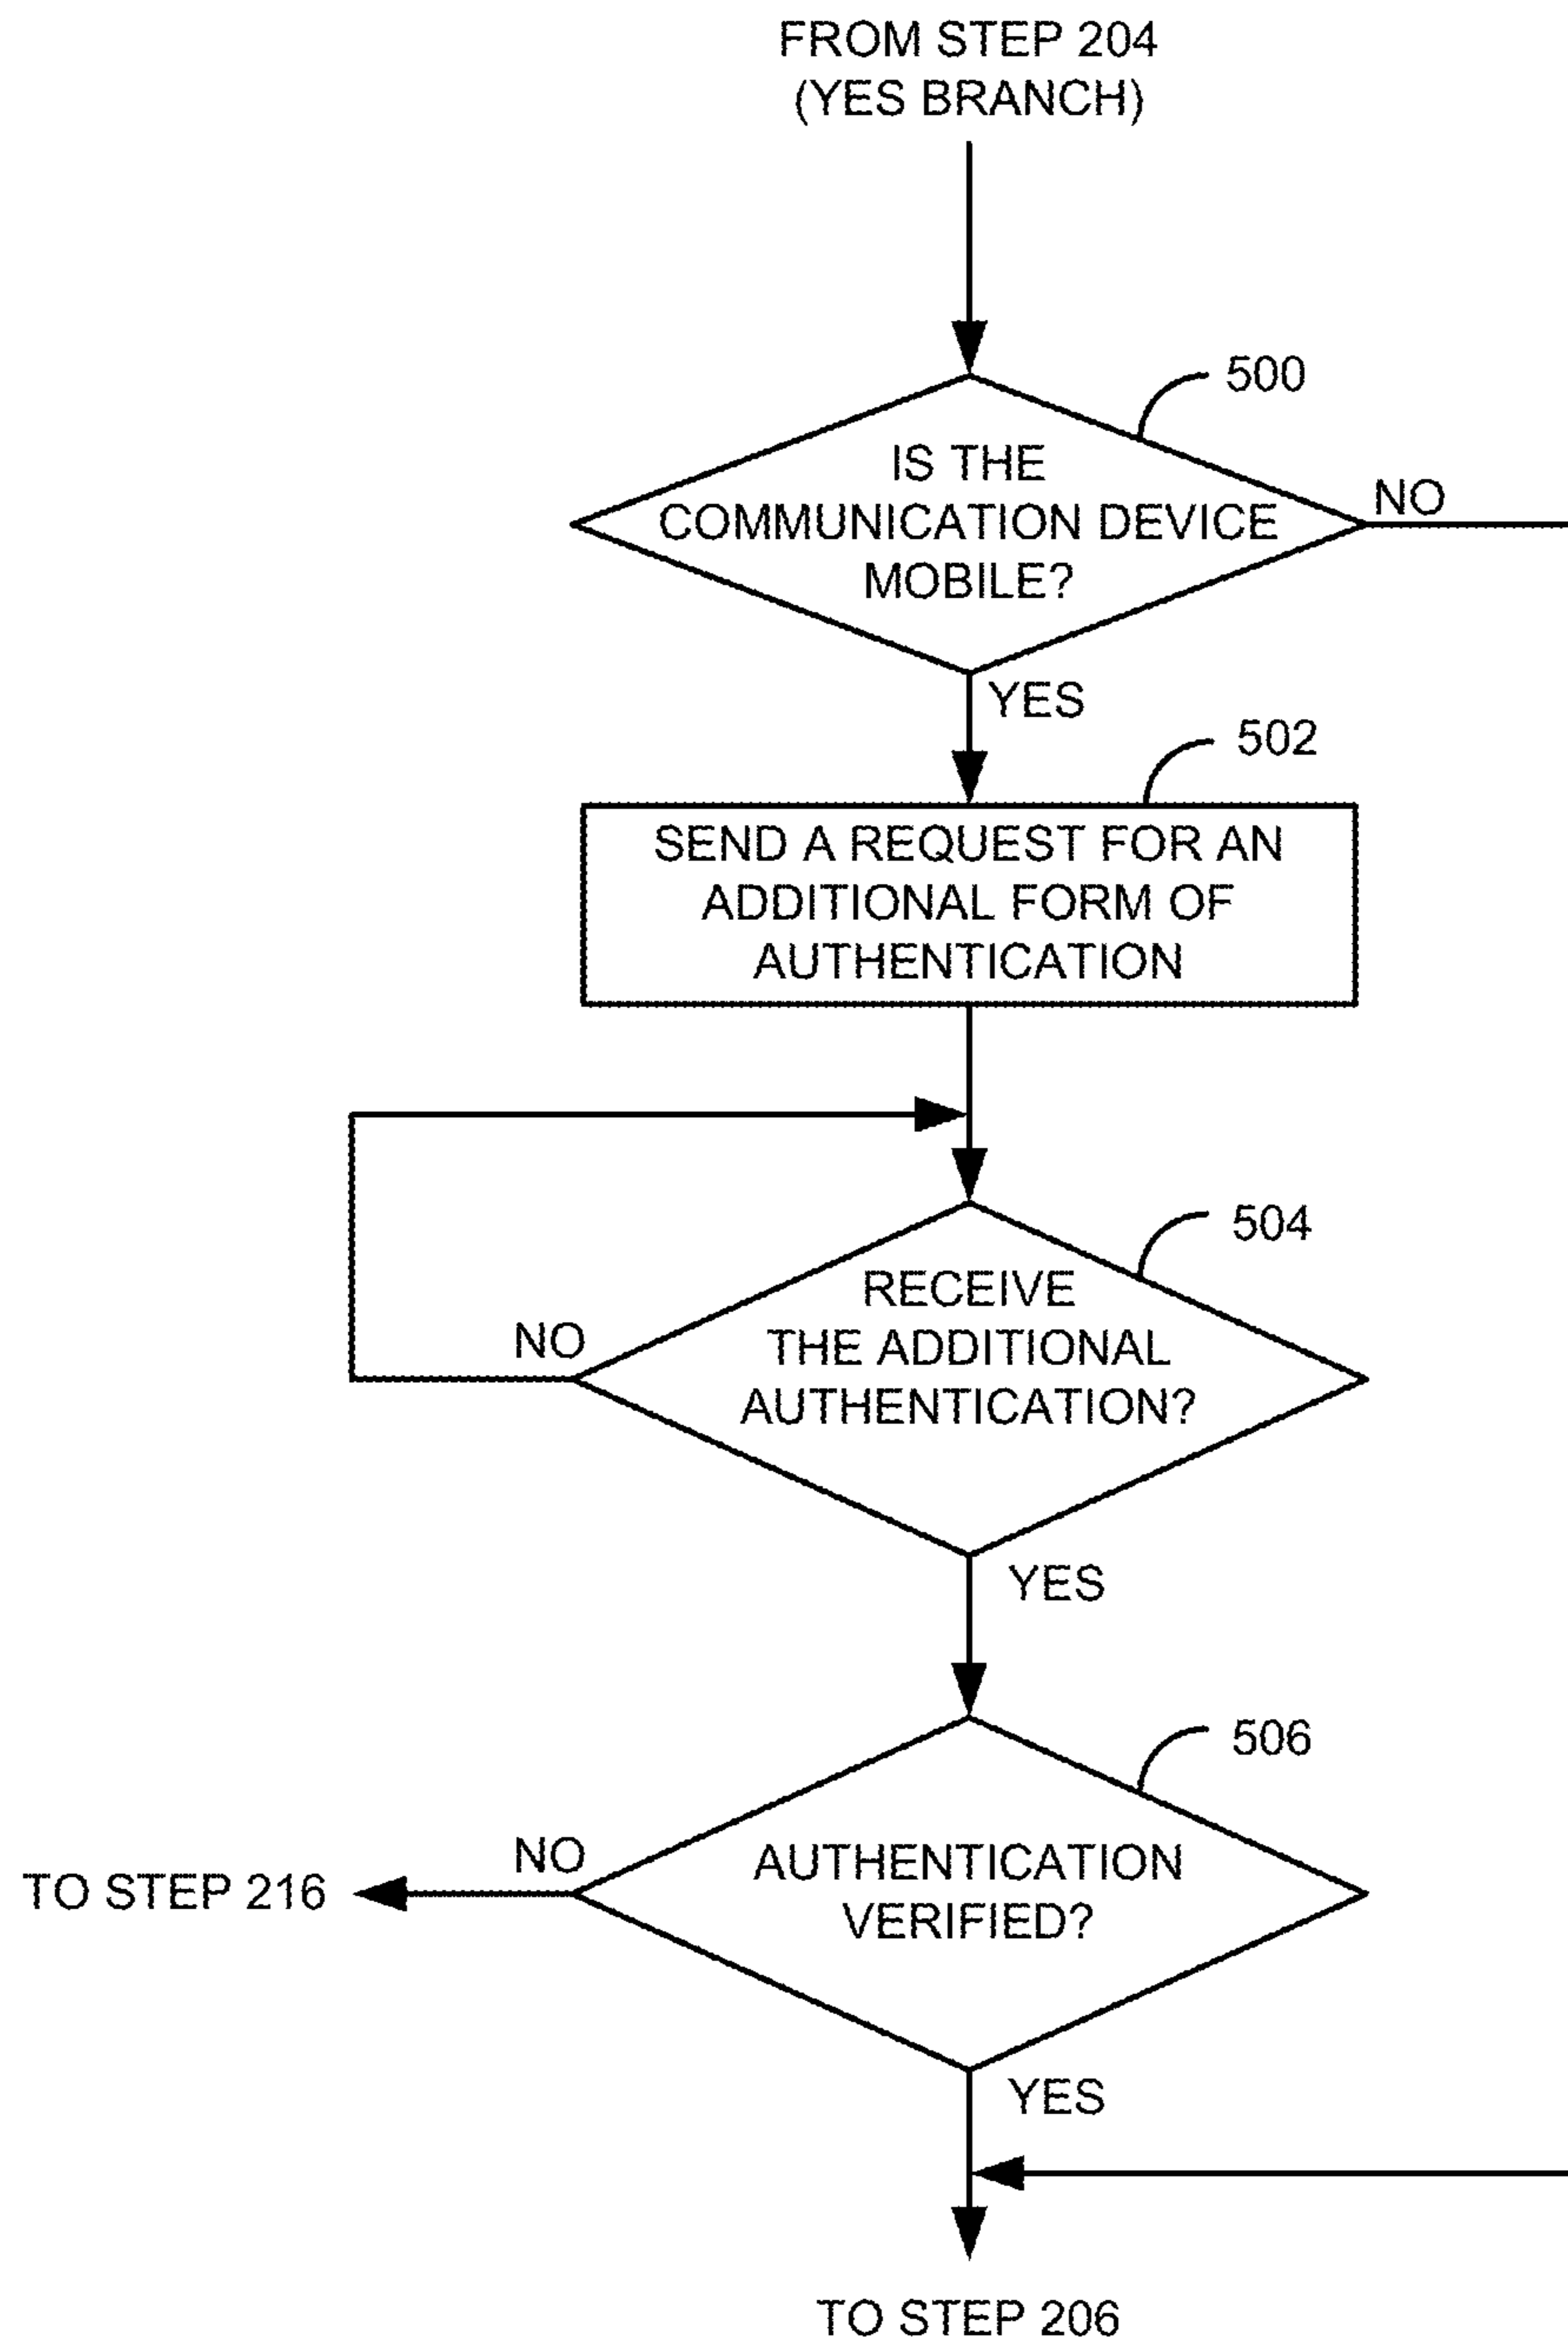 FROM STEP 204
(YES BRANCH)
500
IS THE
COMMUNICATION DEVICE
MOBILE?
NO
YES
502
SEND A REQUEST FOR AN
ADDITIONAL FORM OF
AUTHENTICATION
504
RECEIVE
THE ADDITIONAL
AUTHENTICATION?
NO
YES
506
AUTHENTICATION
VERIFIED?
NO
TO STEP 216
YES
TO STEP 206